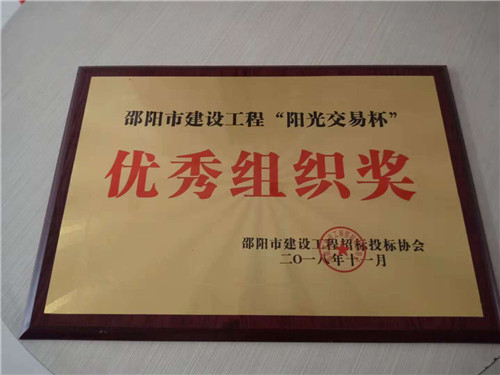 邵阳市建设工程“阳光交易杯”
优秀组织奖
邵阳市建设工程招标投标协会
二〇一八年十一月